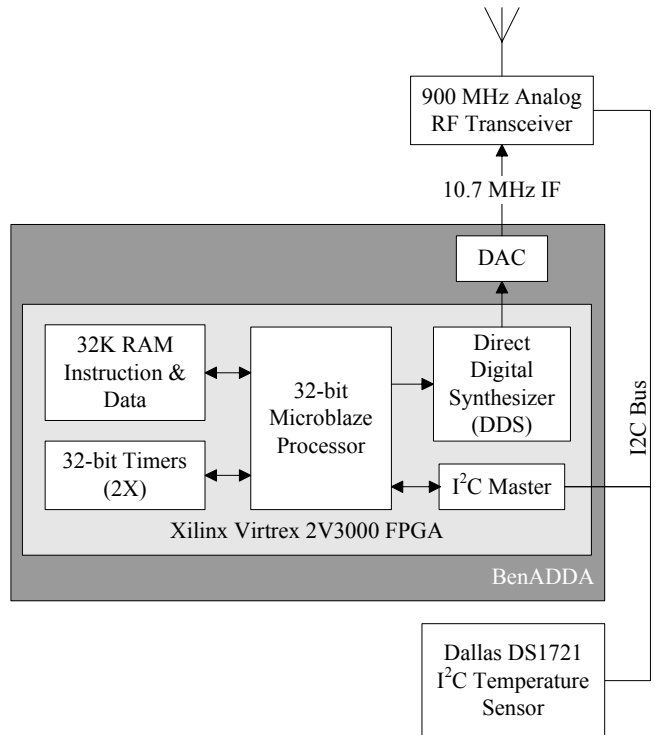 900 MHz Analog
RF Transceiver
10.7 MHz IF
DAC
32K RAM
Instruction &
Data
32-bit
Microblaze
Processor
Direct
Digital
Synthesizer
(DDS)
32-bit Timers
(2X)
I²C Master
I2C Bus
Xilinx Virtrex 2V3000 FPGA
BenADDA
Dallas DS1721
I²C Temperature
Sensor